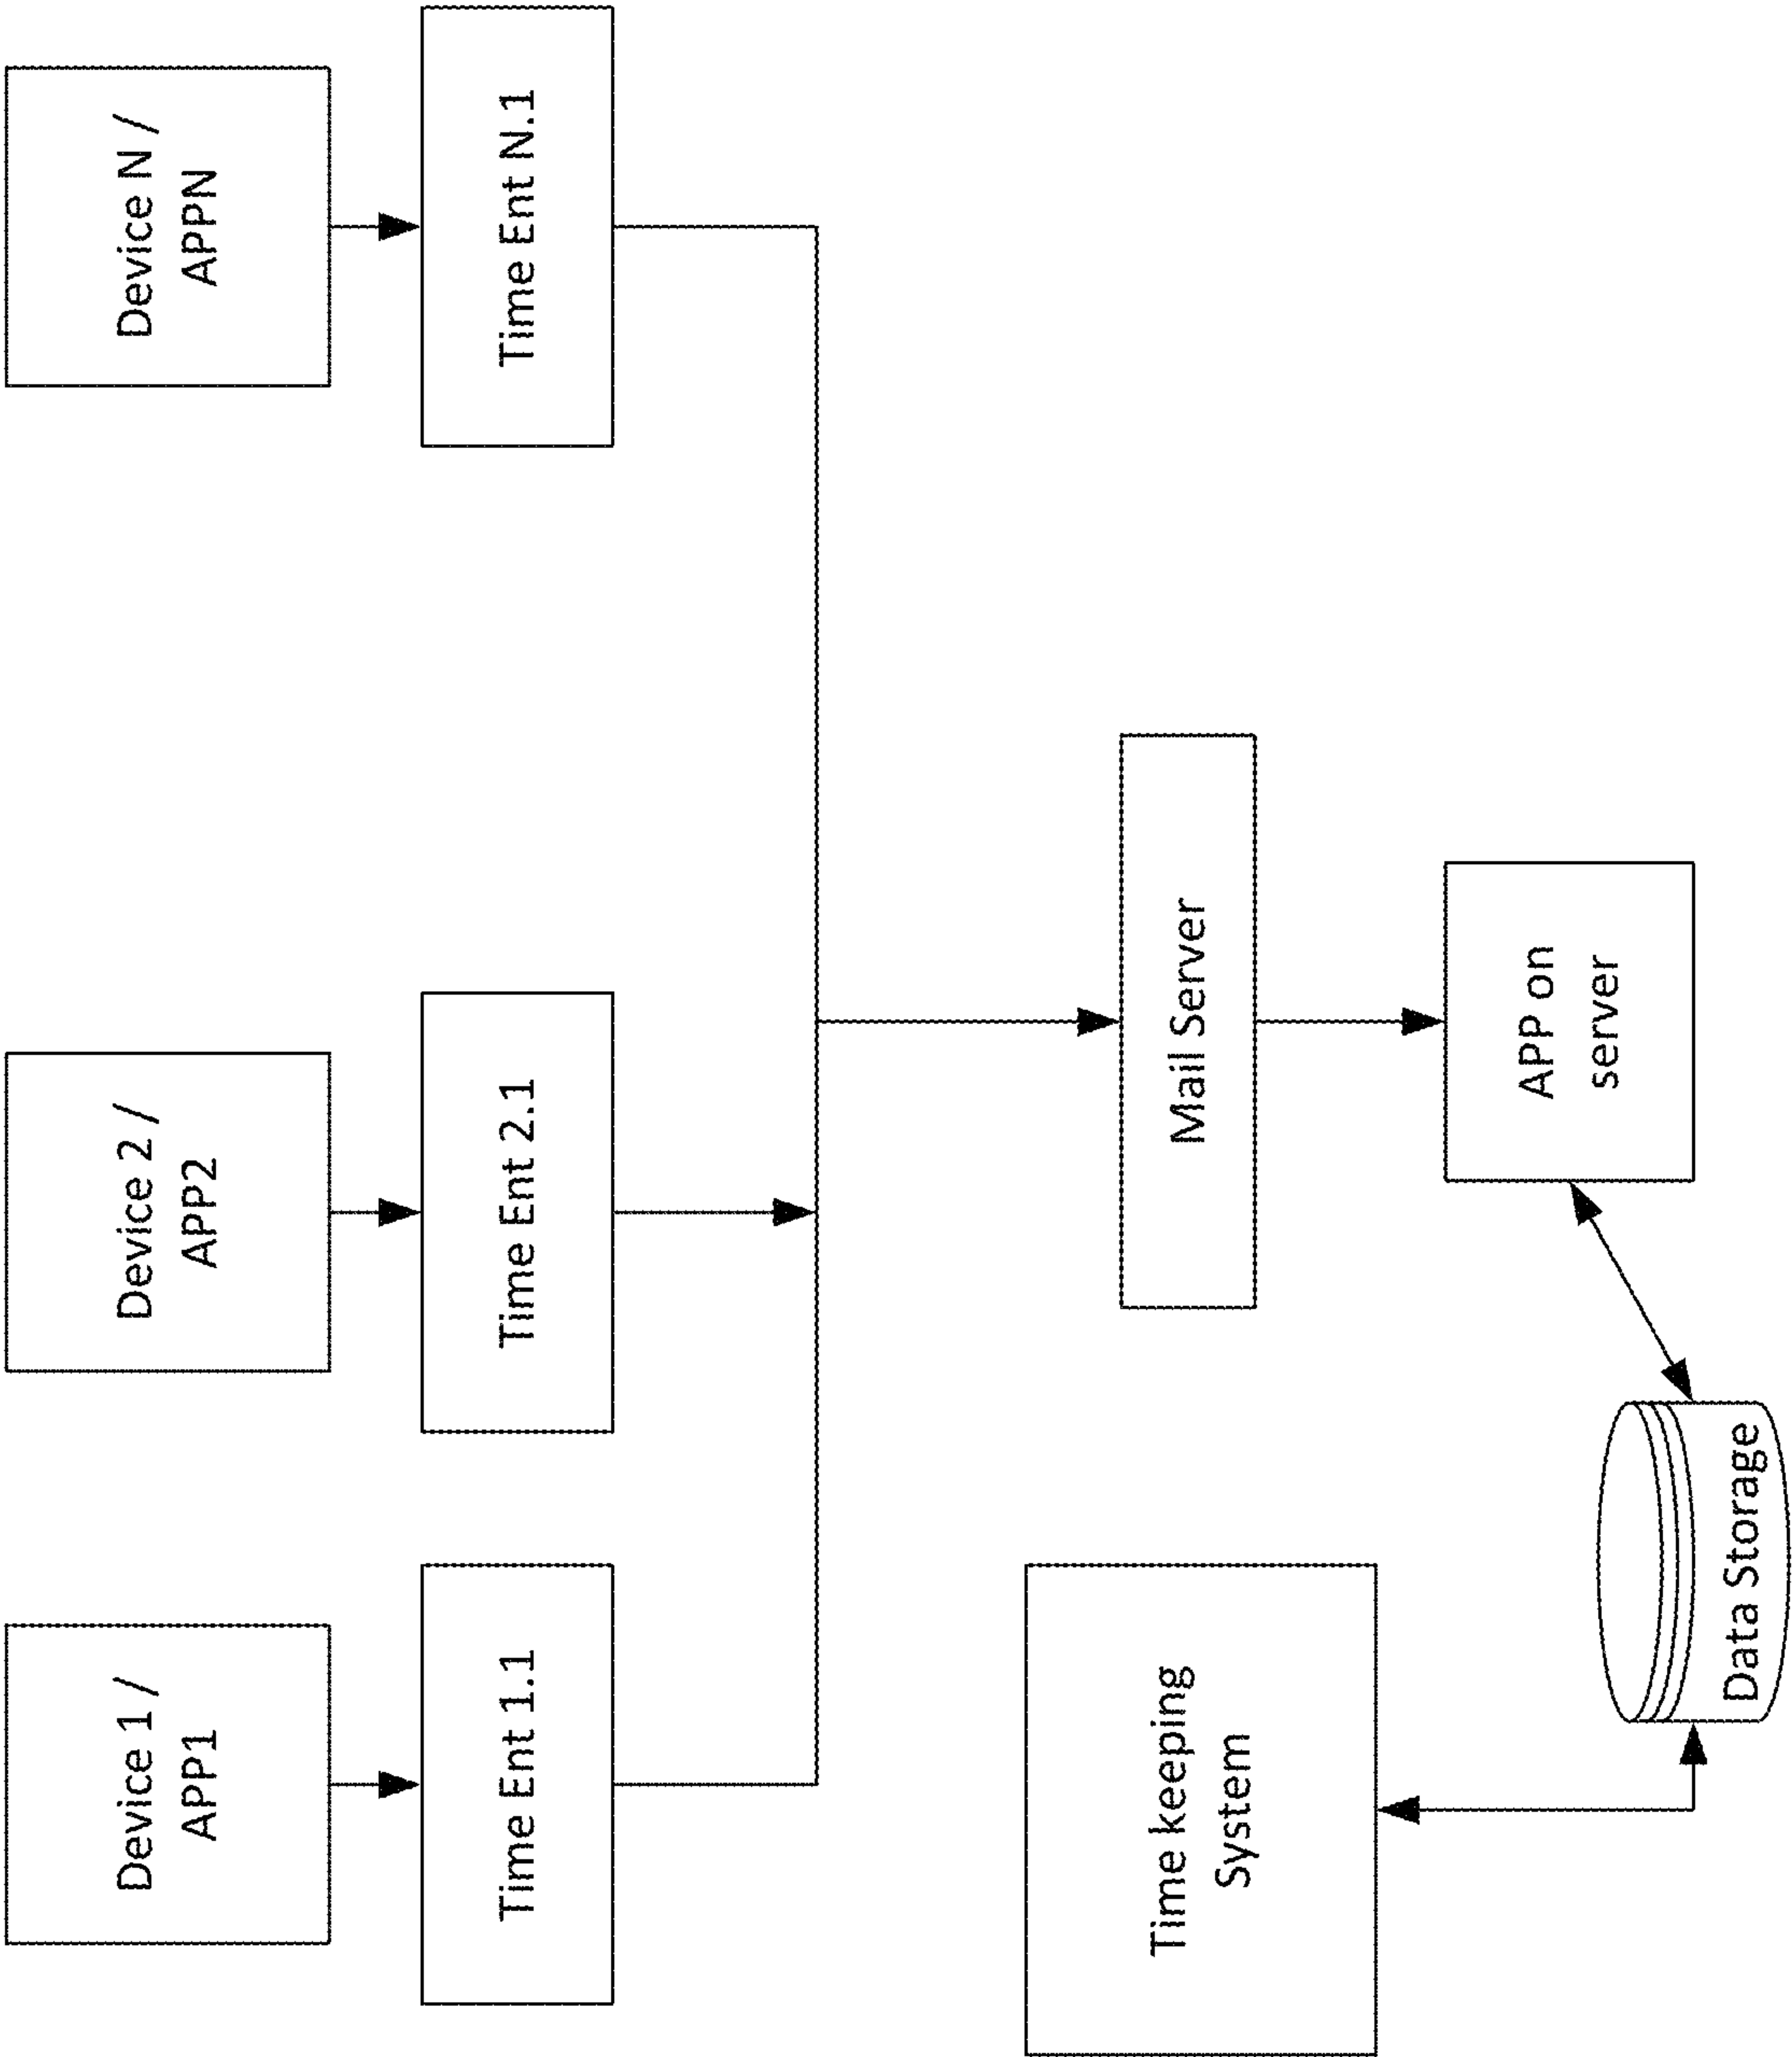 Device 1 /
APP1
Time Ent 1.1
Device 2 /
APP2
Time Ent 2.1
Device N /
APPN
Time Ent N.1
Mail Server
APP on
server
Time keeping
System
Data Storage